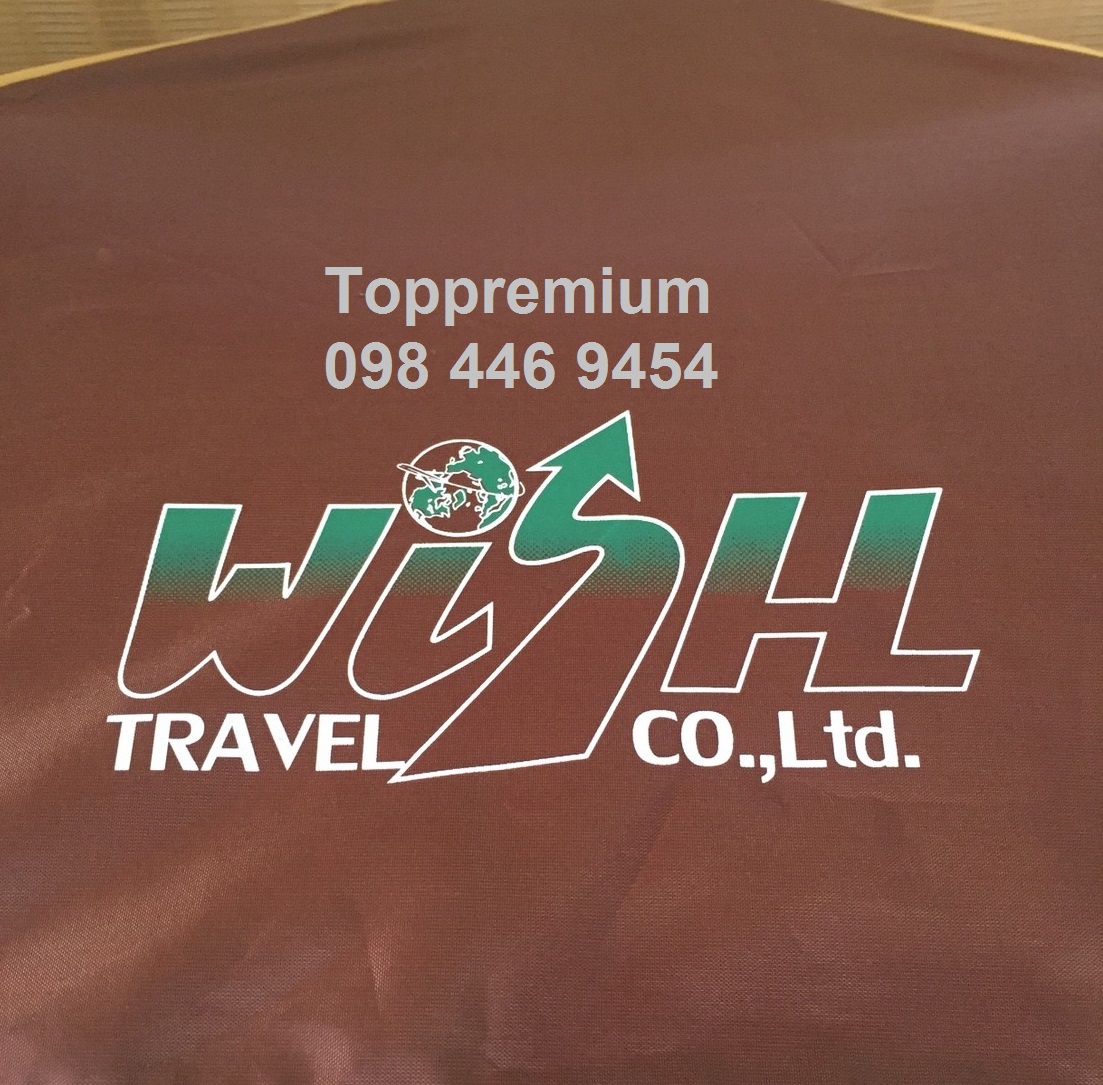 Toppremium
098 446 9454
WiSH
TRAVEL CO.,Ltd.